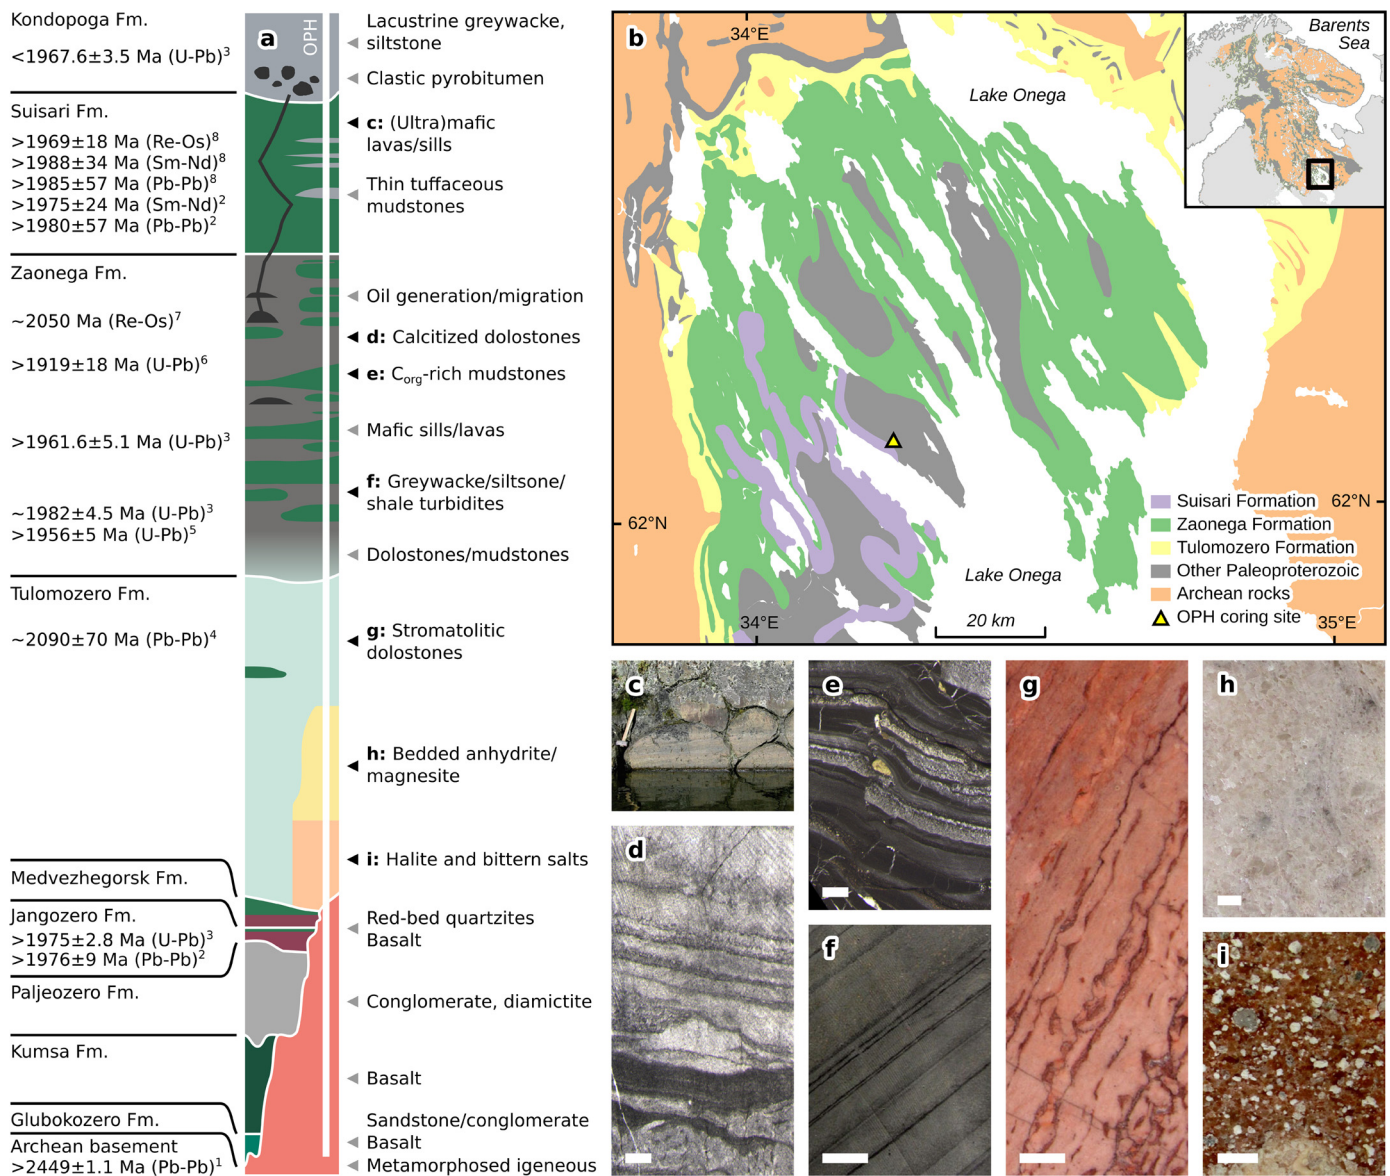 Kondopoga Fm.
<1967.6±3.5 Ma (U-Pb)³
Suisari Fm.
>1969±18 Ma (Re-Os)⁸
>1988±34 Ma (Sm-Nd)⁸
>1985±57 Ma (Pb-Pb)⁸
>1975±24 Ma (Sm-Nd)²
>1980±57 Ma (Pb-Pb)²
Zaonega Fm.
~2050 Ma (Re-Os)⁷
>1919±18 Ma (U-Pb)⁶
>1961.6±5.1 Ma (U-Pb)³
~1982±4.5 Ma (U-Pb)³
>1956±5 Ma (U-Pb)⁵
Tulomozero Fm.
~2090±70 Ma (Pb-Pb)⁴
Medvezhegorsk Fm.
Jangozero Fm.
>1975±2.8 Ma (U-Pb)³
>1976±9 Ma (Pb-Pb)²
Paljeozero Fm.
Kumsa Fm.
Glubokozero Fm.
Archean basement
>2449±1.1 Ma (Pb-Pb)¹
a
OPH
Lacustrine greywacke,
siltstone
Clastic pyrobitumen
c: (Ultra)mafic
lavas/sills
Thin tuffaceous
mudstones
Oil generation/migration
d: Calcitized dolostones
e: Corg-rich mudstones
Mafic sills/lavas
f: Greywacke/siltsone/
shale turbidites
Dolostones/mudstones
g: Stromatolitic
dolostones
h: Bedded anhydrite/
magnesite
i: Halite and bittern salts
Red-bed quartzites
Basalt
Conglomerate, diamictite
Basalt
Sandstone/conglomerate
Basalt
Metamorphosed igneous
b
34°E
Lake Onega
Barents
Sea
62°N
62°N
Lake Onega
20 km
34°E
35°E
Suisari Formation
Zaonega Formation
Tulomozero Formation
Other Paleoproterozoic
Archean rocks
OPH coring site
c
d
e
f
g
h
i